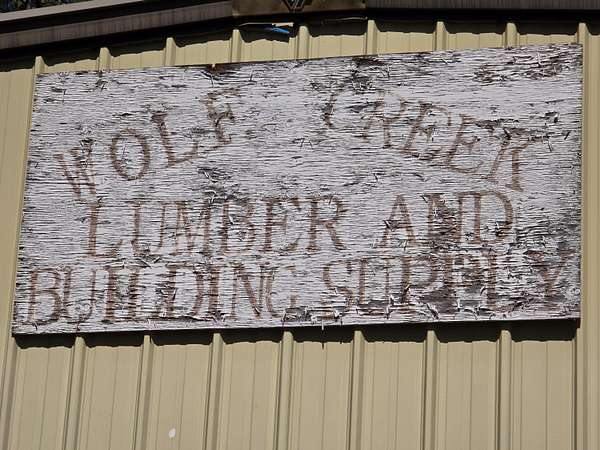 WOLF CREEK
LUMBER AND
BUILDING SUPPLY